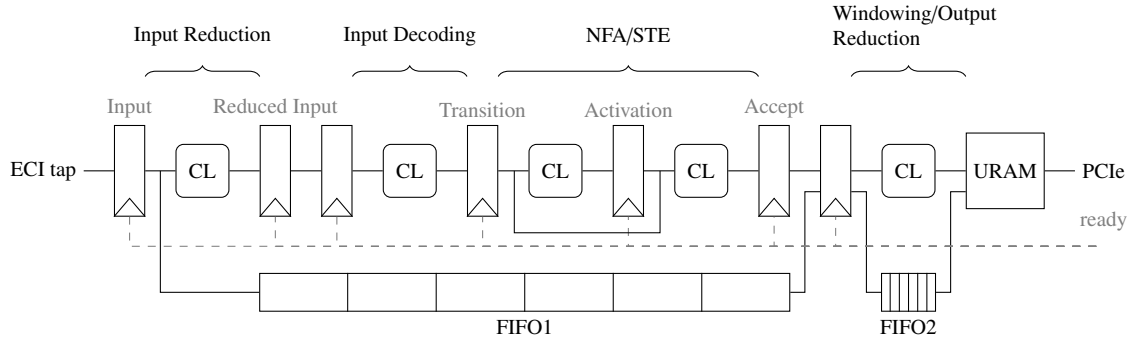 Input Reduction
Input Decoding
NFA/STE
Windowing/Output
Reduction
Input
Reduced Input
Transition
Activation
Accept
ECI tap
CL
CL
CL
CL
CL
URAM
PCIe
ready
FIFO1
FIFO2